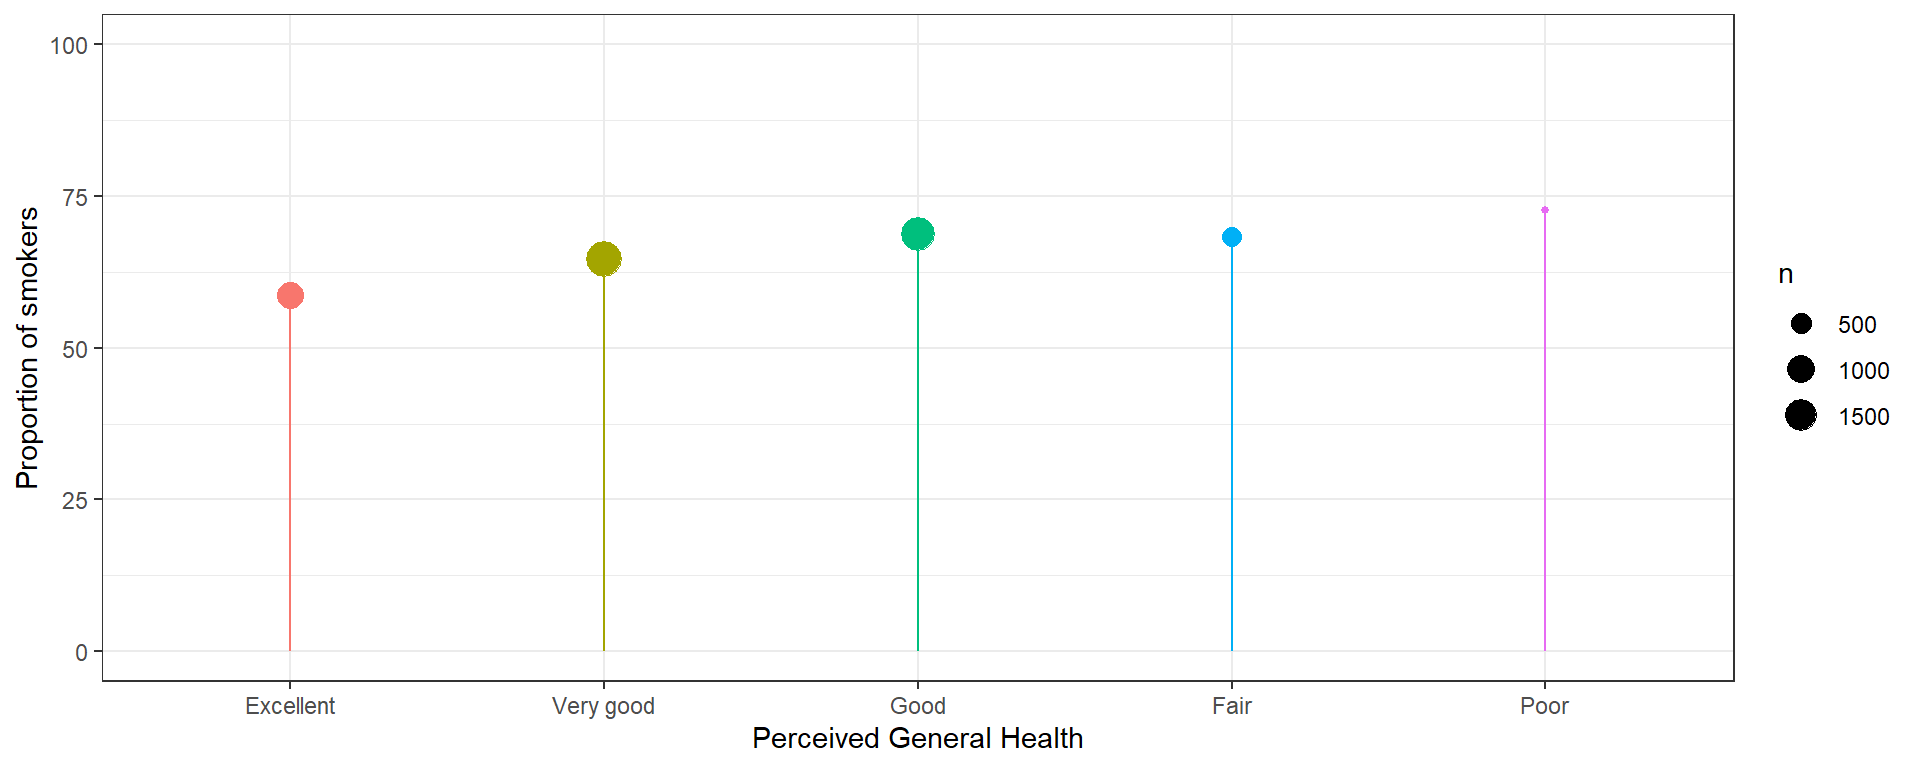 Proportion of smokers
100
75
50
25
0
Excellent Very good Good Fair Poor
Perceived General Health
n
500
1000
1500